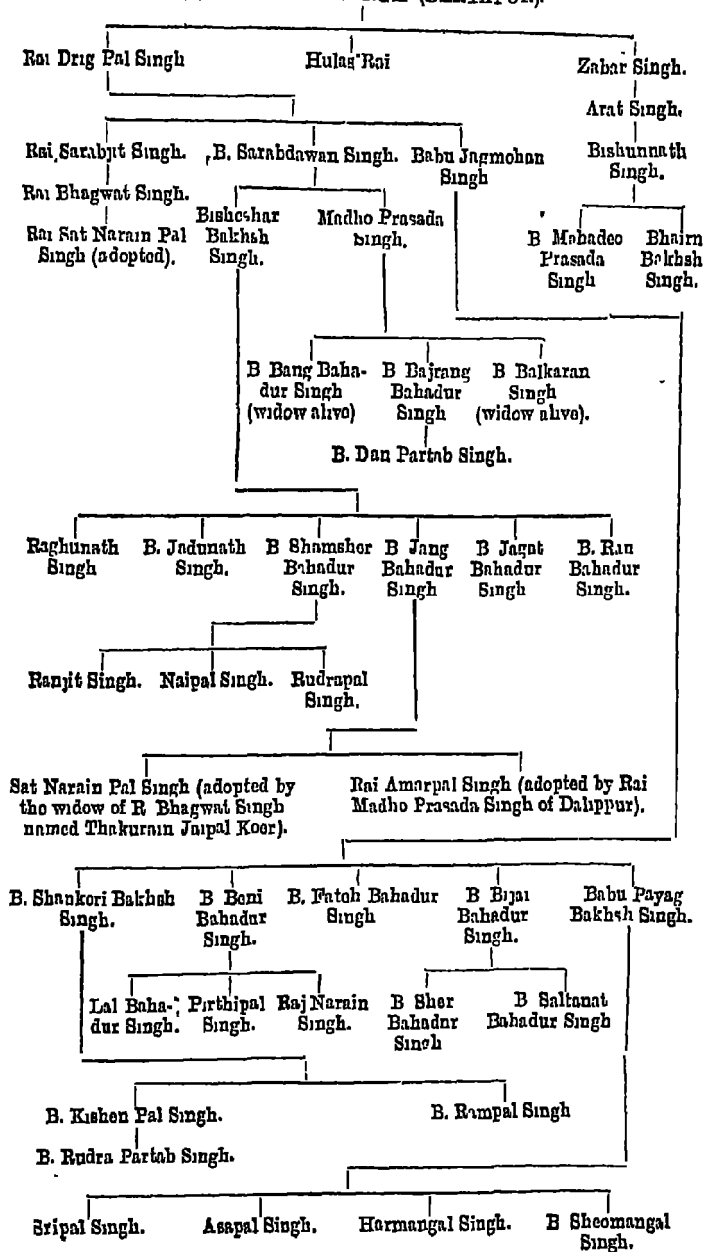 Rai Drig Pal Singh
Hulas Rai
Zabar Singh.
Arat Singh.
Rai Sarabjit Singh.
B. Sarabdawan Singh.
Babu Jagmohan
Singh
Bishunnath
Singh.
Rai Bhagwat Singh.
Rai Sat Narain Pal
Singh (adopted).
Bisheshar
Bakhsh
Singh.
Madho Prasada
Singh.
B Mahadeo
Prasada
Singh
Bhairn
Bakhsh
Singh.
B Bang Baha-
dur Singh
(widow alive)
B Bajrang
Bahadur
Singh
B Balkaran
Singh
(widow alive).
B. Dan Partab Singh.
Raghunath
Singh
B. Jadunath
Singh.
B Shamsher
Bahadur
Singh.
B Jang
Bahadur
Singh
B Jagat
Bahadur
Singh
B. Ran
Bahadur
Singh.
Ranjit Singh.
Naipal Singh.
Rudrapal
Singh.
Sat Narain Pal Singh (adopted by
the widow of R Bhagwat Singh
named Thakurain Jaipal Koer).
Rai Amarpal Singh (adopted by Rai
Madho Prasada Singh of Dalippur).
B. Shankori Bakhsh
Singh.
B Beni
Bahadur
Singh.
B. Fateh Bahadur
Singh
B Bijai
Bahadur
Singh.
Babu Payag
Bakhsh Singh.
Lal Baha-
dur Singh.
Pirthipal
Singh.
Raj Narain
Singh.
B Sher
Bahadur
Singh
B Saltanat
Bahadur Singh
B. Kishen Pal Singh.
B. Rampal Singh
B. Rudra Partab Singh.
Sripal Singh.
Asapal Singh.
Harmangal Singh.
B Sheomangal
Singh.